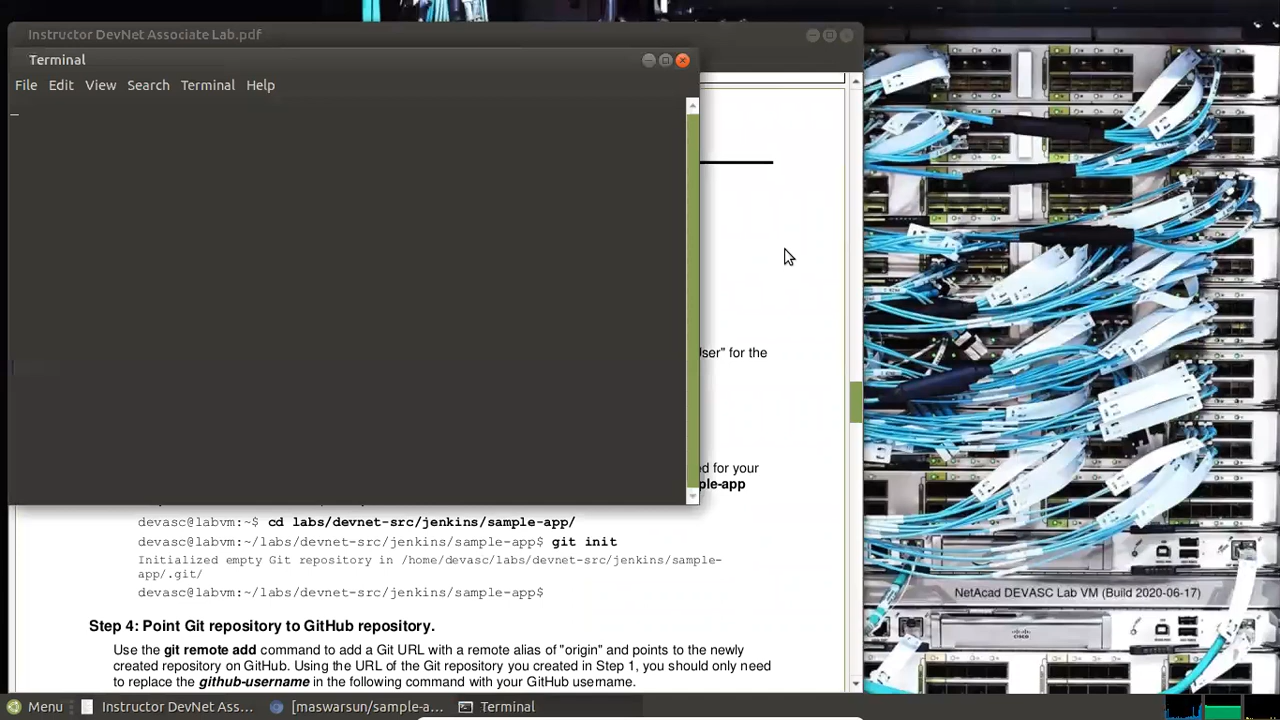 Instructor DevNet Associate Lab.pdf
Terminal
File Edit View Search Terminal Help
User" for the
ed for your
ple-app
devasc@labvm:~$ cd labs/devnet-src/jenkins/sample-app/
devasc@labvm:~/labs/devnet-src/jenkins/sample-app$ git init
Initialized empty Git repository in /home/devasc/labs/devnet-src/jenkins/sample-
app/.git/
devasc@labvm:~/labs/devnet-src/jenkins/sample-app$
Step 4: Point Git repository to GitHub repository.
Use the git remote add command to add a Git URL with a remote alias of "origin" and points to the newly
created repository on GitHub. Using the URL of the Git repository you created in Step 1, you should only need
to replace the github-username in the following command with your GitHub username.
NetAcad DEVASC Lab VM (Build 2020-06-17)
cisco
Menu Instructor DevNet Ass... [maswarsun/sample-a... Terminal